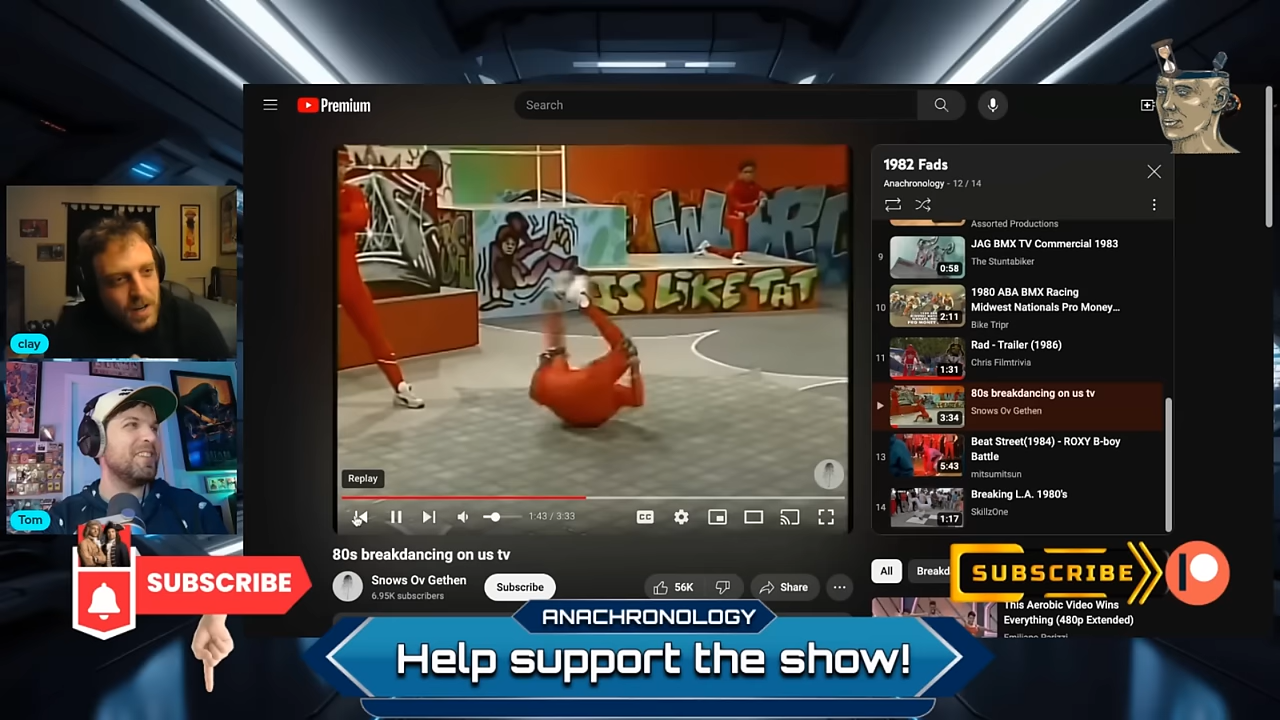 Premium
Search
1982 Fads
Anachronology - 12 / 14
Assorted Productions
9
JAG BMX TV Commercial 1983
The Stuntabiker
0:58
10
1980 ABA BMX Racing
Midwest Nationals Pro Money...
Bike Tripr
2:11
11
Rad - Trailer (1986)
Chris Filmtrivia
1:31
80s breakdancing on us tv
Snows Ov Gethen
3:34
13
Beat Street(1984) - ROXY B-boy
Battle
mitsumitsun
5:43
14
Breaking L.A. 1980's
SkillzOne
1:17
IS LiKE TAT
clay
Tom
Replay
1:43 / 3:33
CC
80s breakdancing on us tv
Snows Ov Gethen
6.95K subscribers
Subscribe
56K
Share
All
Breakd
This Aerobic Video Wins
Everything (480p Extended)
Emiliano Parizzi
SUBSCRIBE
SUBSCRIBE
ANACHRONOLOGY
Help support the show!